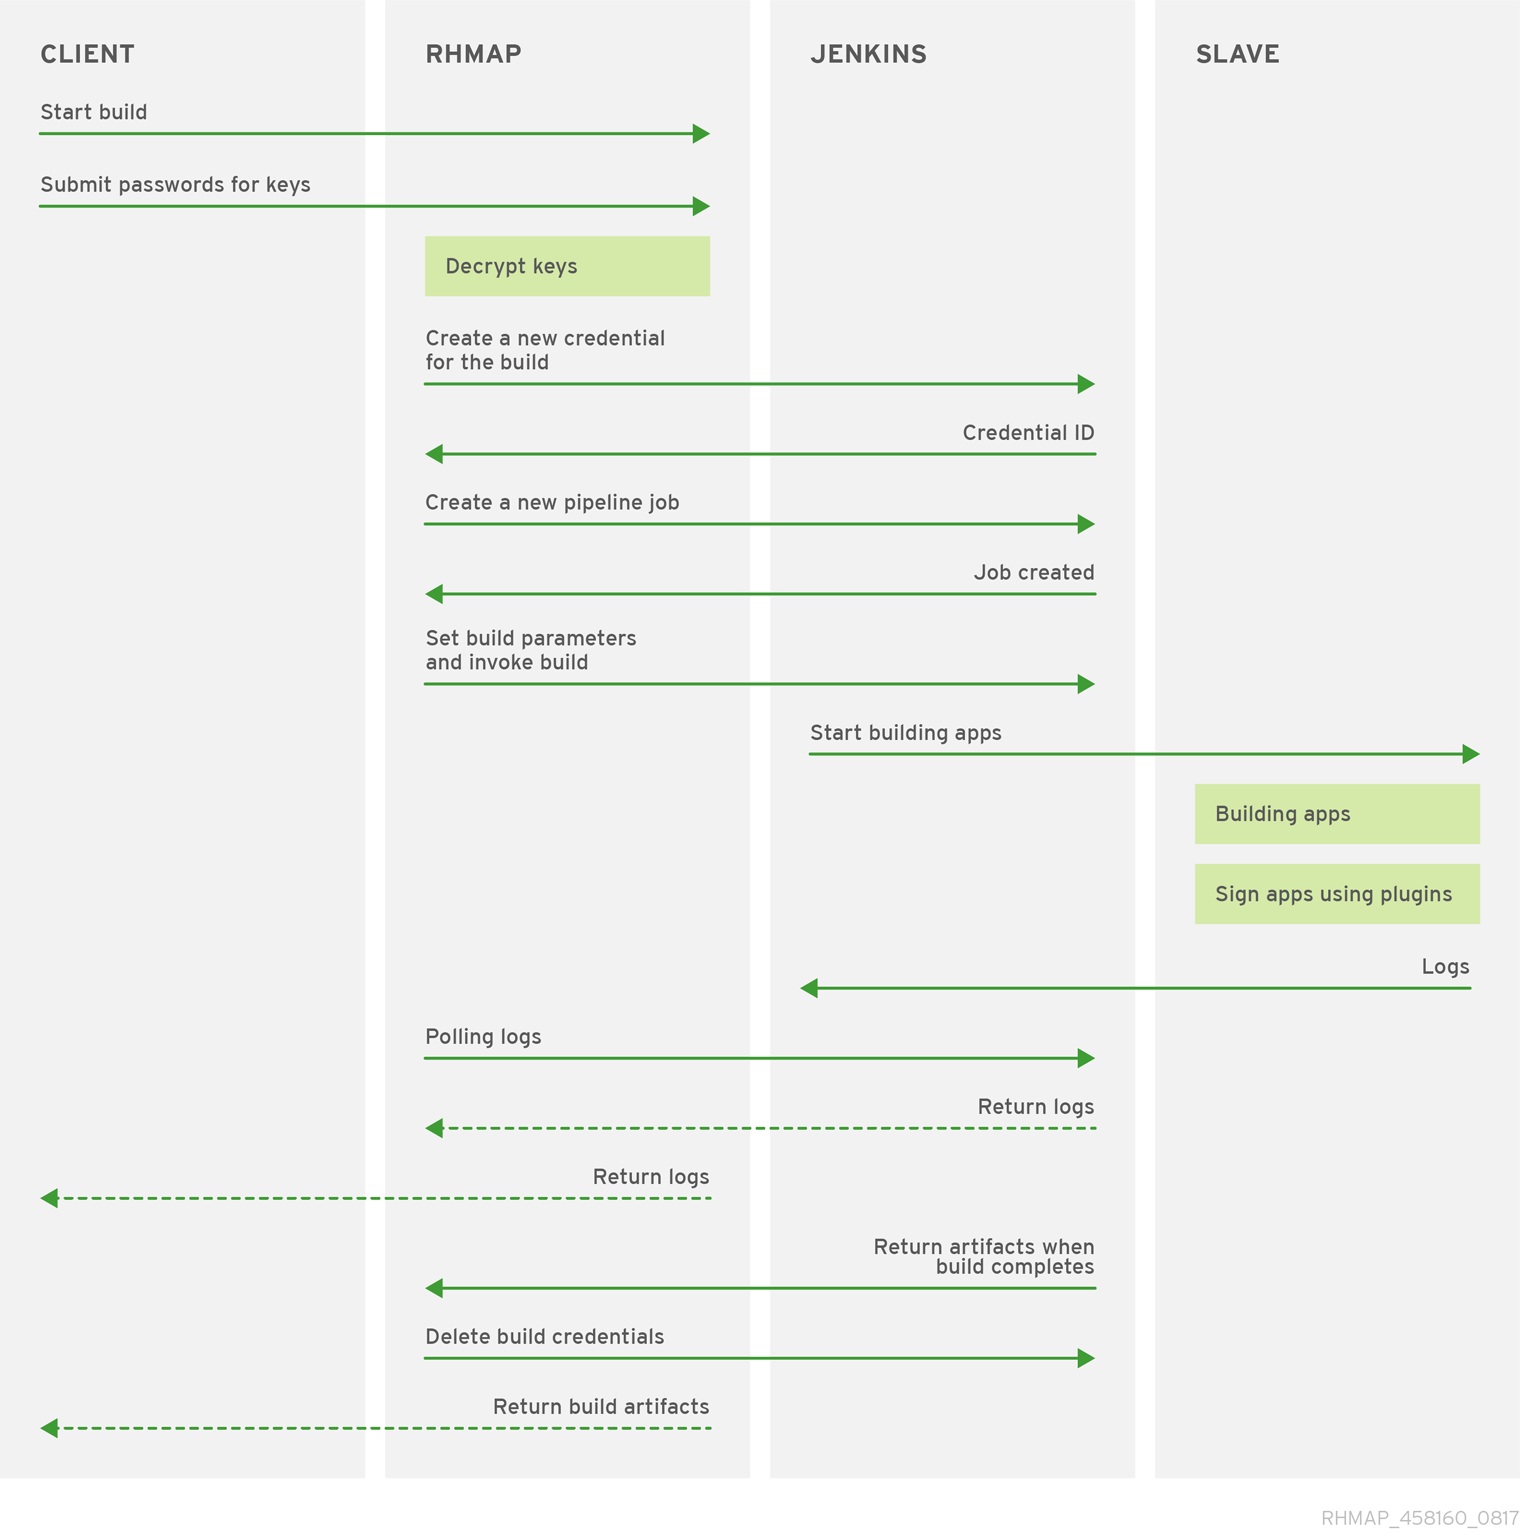 CLIENT
RHMAP
JENKINS
SLAVE
Start build
Submit passwords for keys
Decrypt keys
Create a new credential
for the build
Credential ID
Create a new pipeline job
Job created
Set build parameters
and invoke build
Start building apps
Building apps
Sign apps using plugins
Logs
Polling logs
Return logs
Return logs
Return artifacts when
build completes
Delete build credentials
Return build artifacts
RHMAP_458160_0817